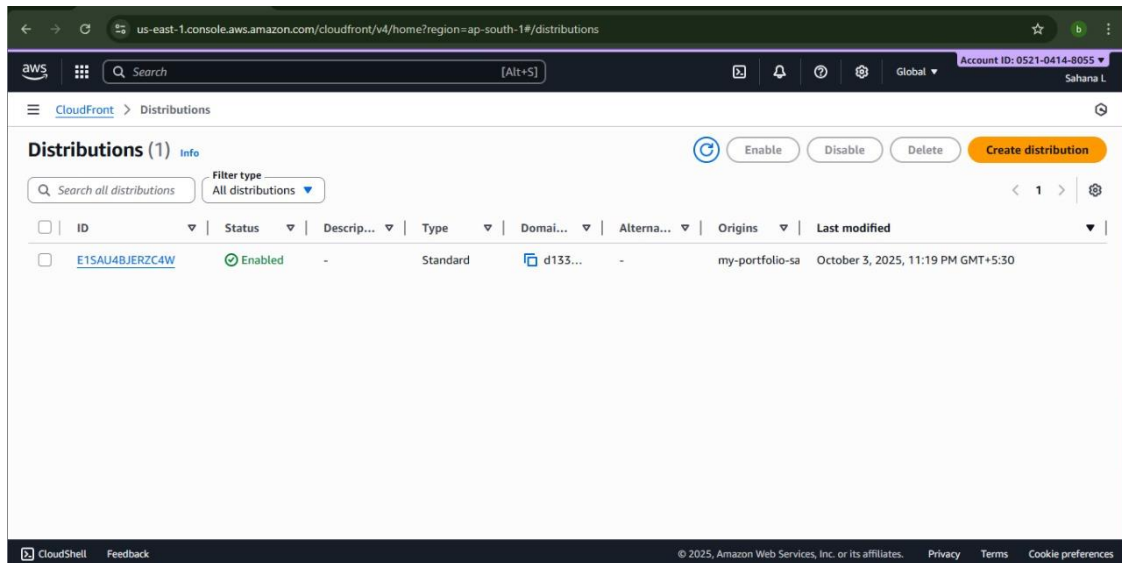 us-east-1.console.aws.amazon.com/cloudfront/v4/home?region=ap-south-1#/distributions
b
Account ID: 0521-0414-8055
aws Search [Alt+S] Global Sahana L
CloudFront > Distributions
Distributions (1) Info Enable Disable Delete Create distribution
Filter type
Search all distributions All distributions 1
ID Status Descrip... Type Domai... Alterna... Origins Last modified
E1SAU4BJERZC4W Enabled - Standard d133... - my-portfolio-sa October 3, 2025, 11:19 PM GMT+5:30
CloudShell Feedback © 2025, Amazon Web Services, Inc. or its affiliates. Privacy Terms Cookie preferences